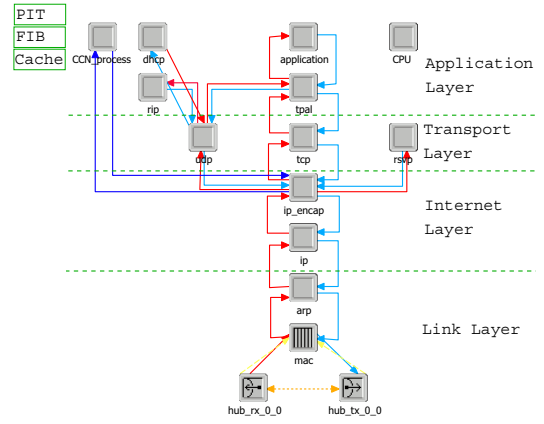 PIT
FIB
Cache
CCN_process
dhcp
application
CPU
Application
Layer
rip
tpal
Transport
Layer
udp
tcp
rsvp
ip_encap
Internet
Layer
ip
arp
Link Layer
mac
hub_rx_0_0
hub_tx_0_0